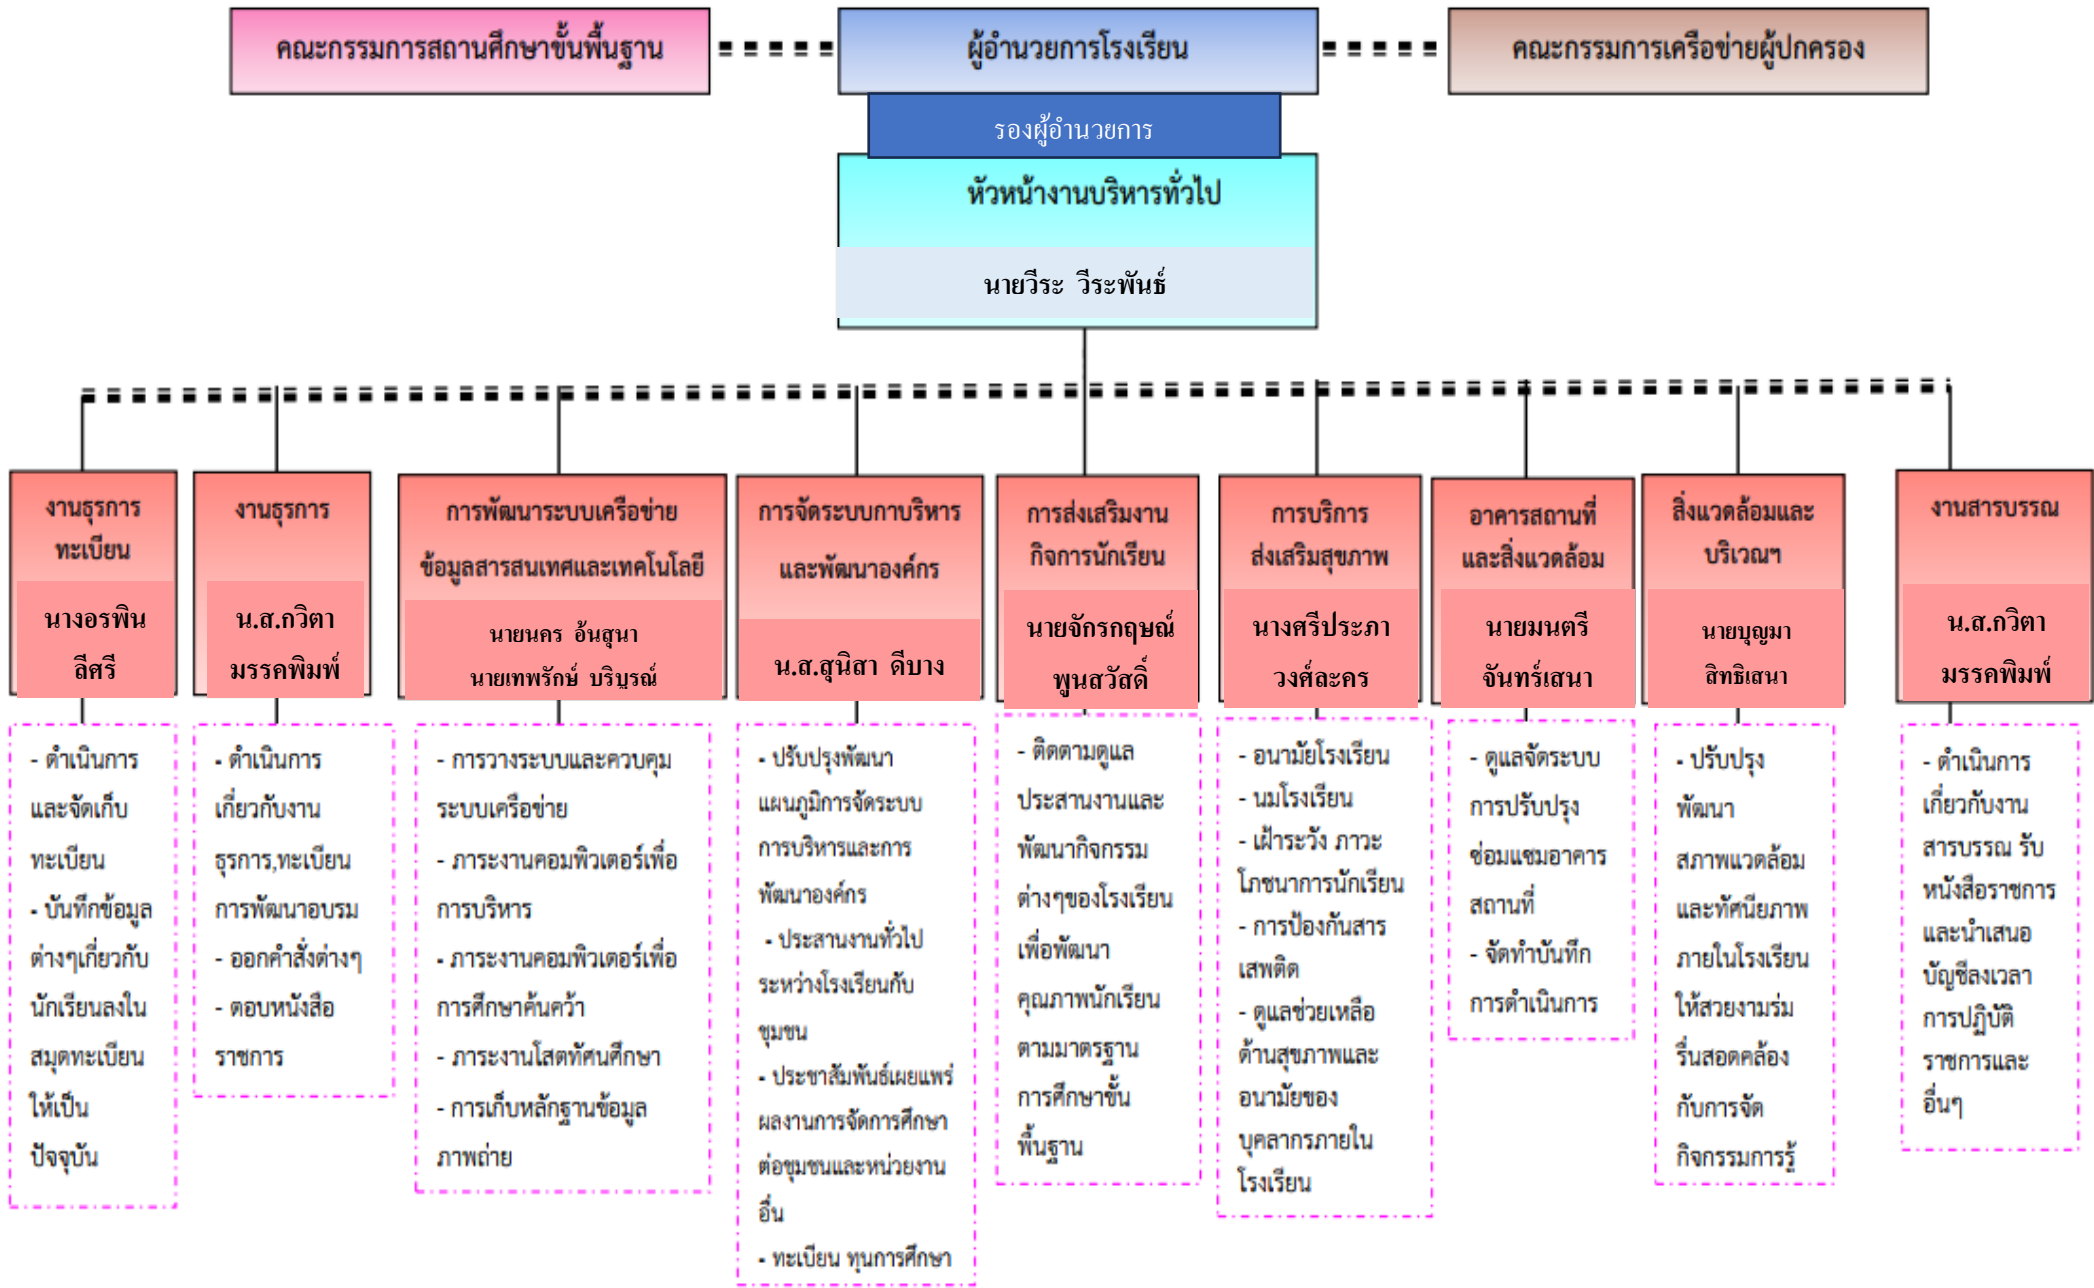 คณะกรรมการสถานศึกษาขั้นพื้นฐาน
ผู้อำนวยการโรงเรียน
คณะกรรมการเครือข่ายผู้ปกครอง
รองผู้อำนวยการ
หัวหน้างานบริหารทั่วไป
นายวีระ วีระพันธ์
งานธุรการ
ทะเบียน
นางอรพิน
ลีศรี
- ดำเนินการ
และจัดเก็บ
ทะเบียน
- บันทึกข้อมูล
ต่างๆเกี่ยวกับ
นักเรียนลงใน
สมุดทะเบียน
ให้เป็น
ปัจจุบัน
งานธุรการ
น.ส.กวิตา
มรรคพิมพ์
- ดำเนินการ
เกี่ยวกับงาน
ธุรการ,ทะเบียน
การพัฒนาอบรม
- ออกคำสั่งต่างๆ
- ตอบหนังสือ
ราชการ
การพัฒนาระบบเครือข่าย
ข้อมูลสารสนเทศและเทคโนโลยี
นายนคร อ้นสุนา
นายเทพรักษ์ บริบูรณ์
- การวางระบบและควบคุม
ระบบเครือข่าย
- ภาระงานคอมพิวเตอร์เพื่อ
การบริหาร
- ภาระงานคอมพิวเตอร์เพื่อ
การศึกษาค้นคว้า
- ภาระงานโสตทัศนศึกษา
- การเก็บหลักฐานข้อมูล
ภาพถ่าย
การจัดระบบกาบริหาร
และพัฒนาองค์กร
น.ส.สุนิสา ดีบาง
- ปรับปรุงพัฒนา
แผนภูมิการจัดระบบ
การบริหารและการ
พัฒนาองค์กร
- ประสานงานทั่วไป
ระหว่างโรงเรียนกับ
ชุมชน
- ประชาสัมพันธ์เผยแพร่
ผลงานการจัดการศึกษา
ต่อชุมชนและหน่วยงาน
อื่น
- ทะเบียน ทุนการศึกษา
การส่งเสริมงาน
กิจการนักเรียน
นายจักรกฤษณ์
พูนสวัสดิ์
- ติดตามดูแล
ประสานงานและ
พัฒนากิจกรรม
ต่างๆของโรงเรียน
เพื่อพัฒนา
คุณภาพนักเรียน
ตามมาตรฐาน
การศึกษาขั้น
พื้นฐาน
การบริการ
ส่งเสริมสุขภาพ
นางศรีประภา
วงศ์ละคร
- อนามัยโรงเรียน
- นมโรงเรียน
- เฝ้าระวัง ภาวะ
โภชนาการนักเรียน
- การป้องกันสาร
เสพติด
- ดูแลช่วยเหลือ
ด้านสุขภาพและ
อนามัยของ
บุคลากรภายใน
โรงเรียน
อาคารสถานที่
และสิ่งแวดล้อม
นายมนตรี
จันทร์เสนา
- ดูแลจัดระบบ
การปรับปรุง
ซ่อมแซมอาคาร
สถานที่
- จัดทำบันทึก
การดำเนินการ
สิ่งแวดล้อมและ
บริเวณฯ
นายบุญมา
สิทธิเสนา
- ปรับปรุง
พัฒนา
สภาพแวดล้อม
และทัศนียภาพ
ภายในโรงเรียน
ให้สวยงามร่ม
รื่นสอดคล้อง
กับการจัด
กิจกรรมการรู้
งานสารบรรณ
น.ส.กวิตา
มรรคพิมพ์
- ดำเนินการ
เกี่ยวกับงาน
สารบรรณ รับ
หนังสือราชการ
และนำเสนอ
บัญชีลงเวลา
การปฏิบัติ
ราชการและ
อื่นๆ